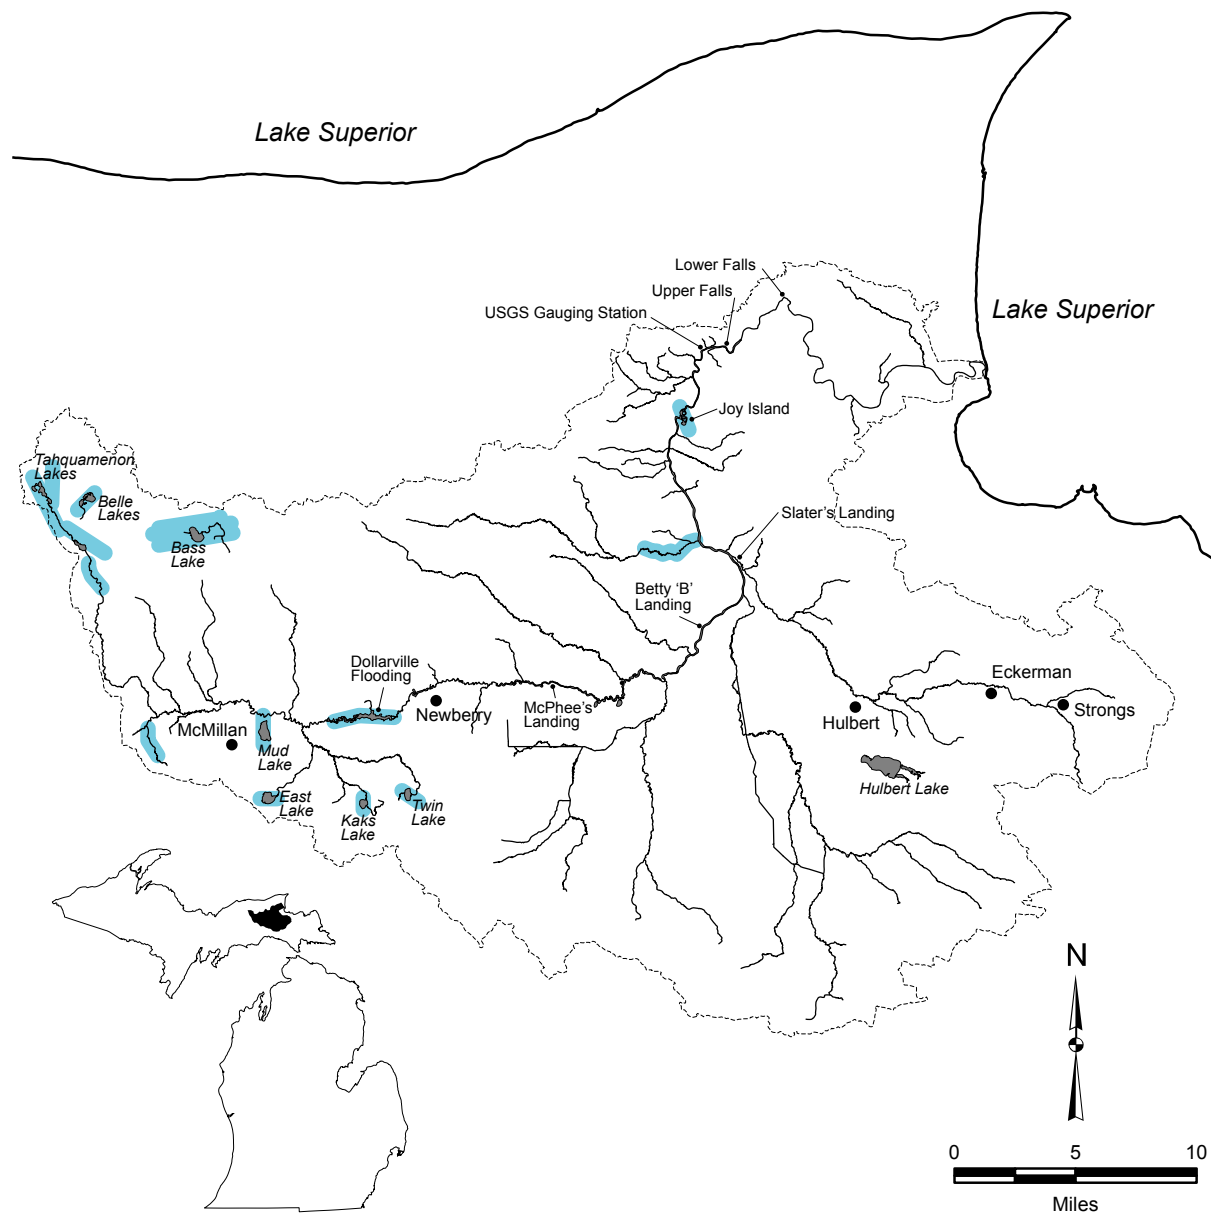 Lake Superior
Lower Falls
Upper Falls
USGS Gauging Station
Lake Superior
Joy Island
Tahquamenon
Lakes
Belle
Lakes
Bass
Lake
Slater's Landing
Betty ‘B’
Landing
Dollarville
Flooding
Newberry
McPhee's
Landing
McMillan
Mud
Lake
East
Lake
Kaks
Lake
Twin
Lake
Eckerman
Strongs
Hulbert
Hulbert Lake
N
0 5 10
Miles